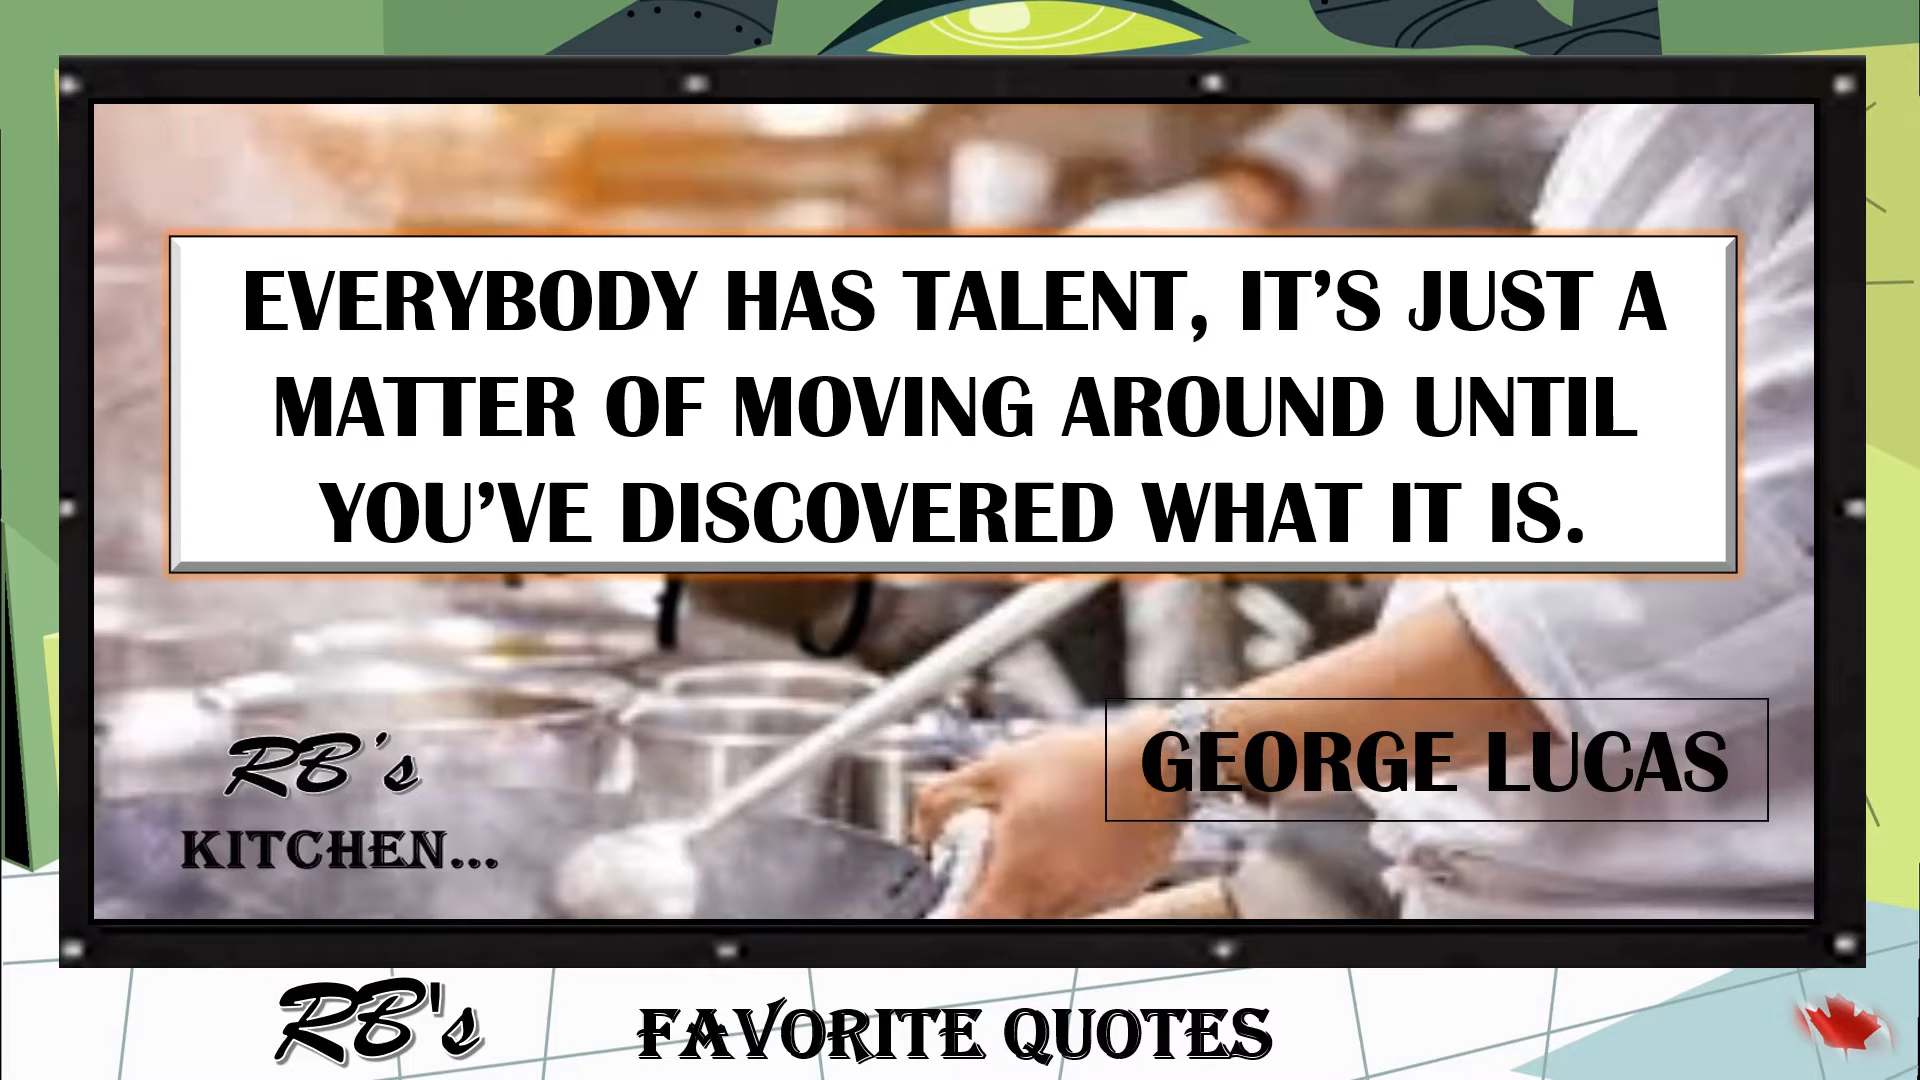 EVERYBODY HAS TALENT, IT’S JUST A
MATTER OF MOVING AROUND UNTIL
YOU’VE DISCOVERED WHAT IT IS.
GEORGE LUCAS
RB’s
KITCHEN...
RB's FAVORITE QUOTES